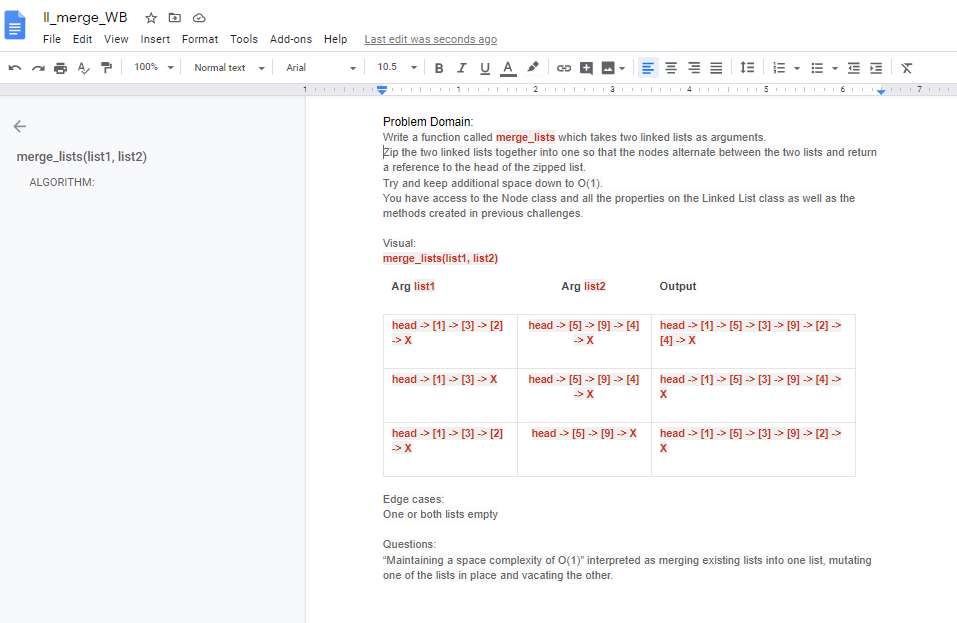 ll_merge_WB
File Edit View Insert Format Tools Add-ons Help Last edit was seconds ago
100% Normal text Arial 10.5 B I U A
1 1 2 3 4 5 6 7
merge_lists(list1, list2)
ALGORITHM:
Problem Domain:
Write a function called merge_lists which takes two linked lists as arguments.
Zip the two linked lists together into one so that the nodes alternate between the two lists and return
a reference to the head of the zipped list.
Try and keep additional space down to O(1).
You have access to the Node class and all the properties on the Linked List class as well as the
methods created in previous challenges.
Visual:
merge_lists(list1, list2)
Arg list1 Arg list2 Output
head -> [1] -> [3] -> [2]
-> X
head -> [5] -> [9] -> [4]
-> X
head -> [1] -> [5] -> [3] -> [9] -> [2] ->
[4] -> X
head -> [1] -> [3] -> X
head -> [5] -> [9] -> [4]
-> X
head -> [1] -> [5] -> [3] -> [9] -> [4] ->
X
head -> [1] -> [3] -> [2]
-> X
head -> [5] -> [9] -> X
head -> [1] -> [5] -> [3] -> [9] -> [2] ->
X
Edge cases:
One or both lists empty
Questions:
“Maintaining a space complexity of O(1)” interpreted as merging existing lists into one list, mutating
one of the lists in place and vacating the other.